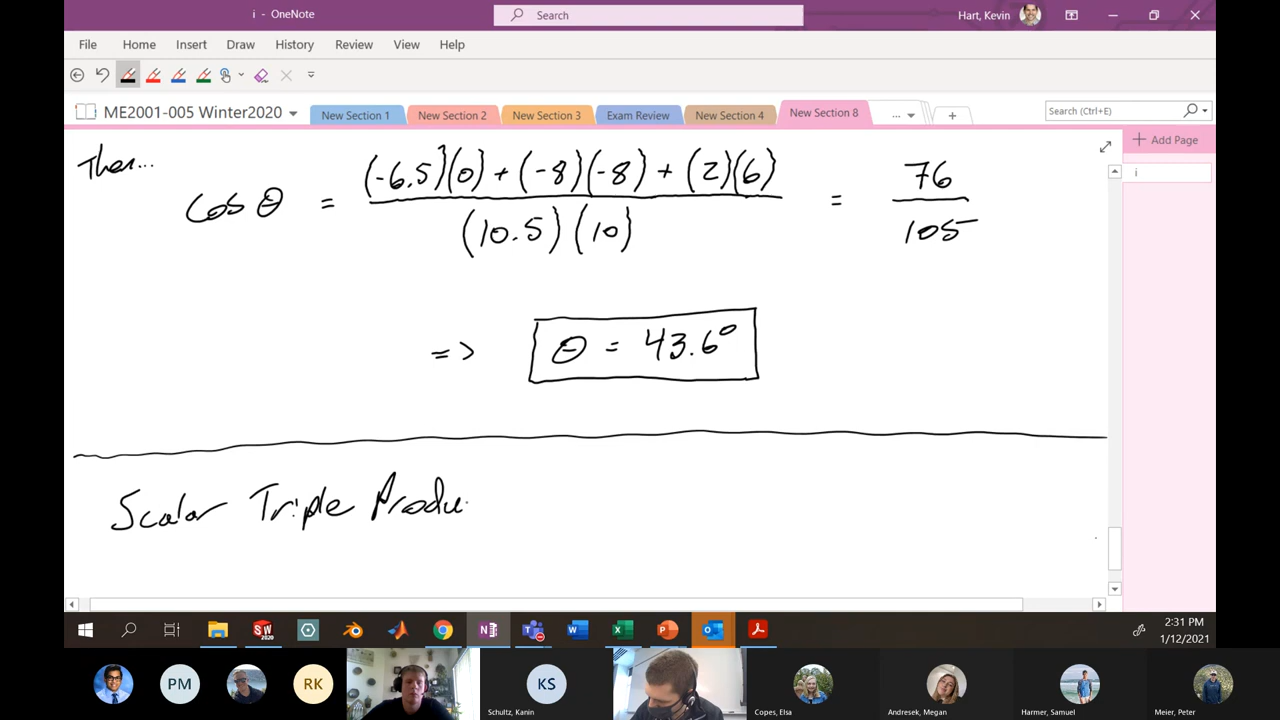 i - OneNote
Search
Hart, Kevin
File Home Insert Draw History Review View Help
ME2001-005 Winter2020
New Section 1 New Section 2 New Section 3 Exam Review New Section 4 New Section 8 ...
Search (Ctrl+E)
Add Page
i
Then...
cos θ = (-6.5)(0) + (-8)(-8) + (2)(6) / (10.5)(10) = 76 / 105
=> θ = 43.6°
Scalar Triple Produ
2:31 PM
1/12/2021
PM RK KS
Schultz, Kanin Copes, Elsa Andresek, Megan Harmer, Samuel Meier, Peter